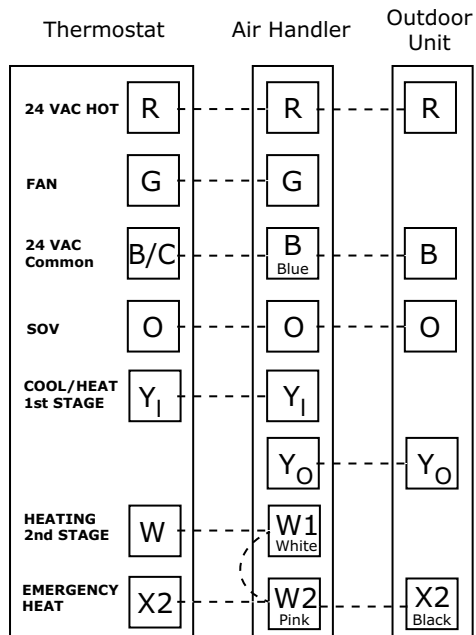 Thermostat Air Handler Outdoor
Unit
24 VAC HOT R R R
FAN G G
24 VAC
Common B/C B B
Blue
SOV O O O
COOL/HEAT
1st STAGE YI YI
YO YO
HEATING
2nd STAGE W W1
White
EMERGENCY
HEAT X2 W2 X2
Pink Black